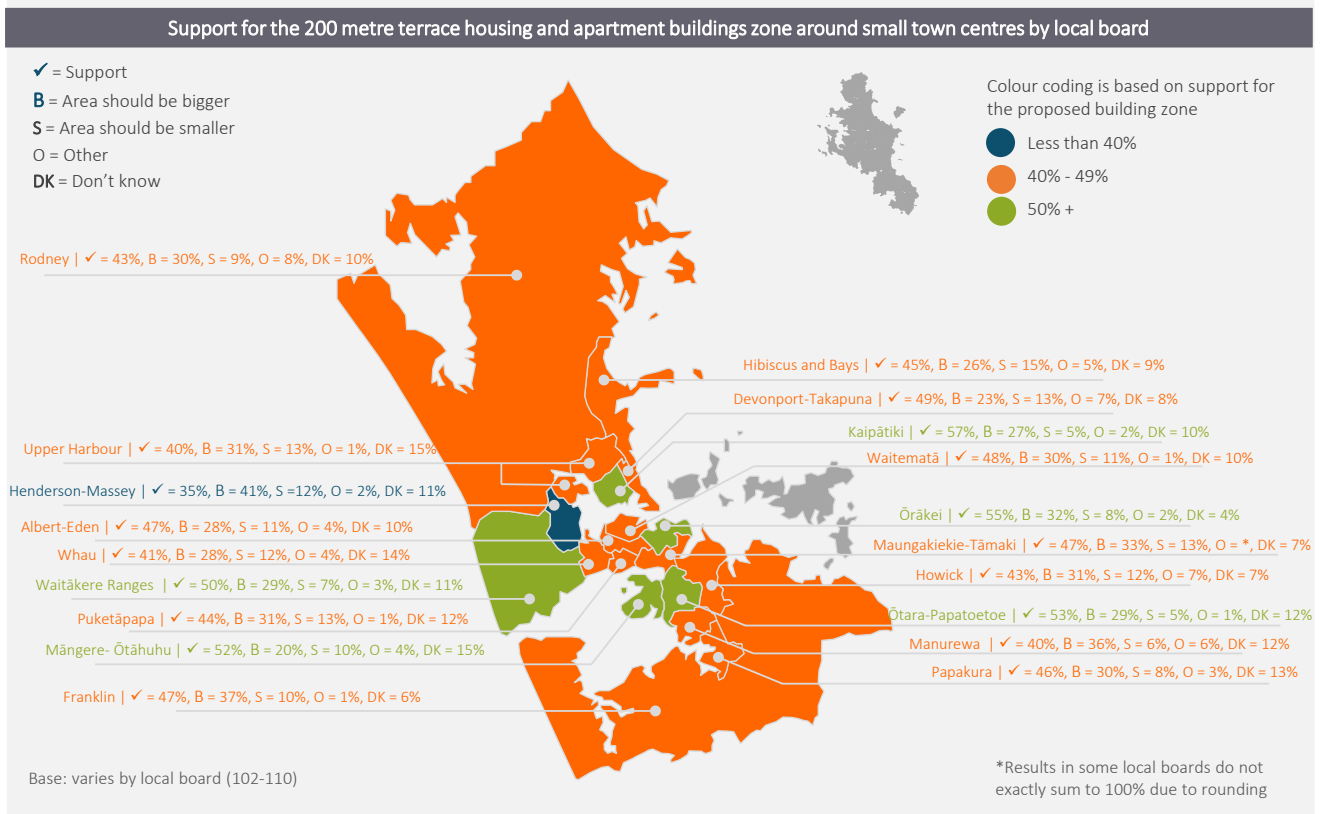 Support for the 200 metre terrace housing and apartment buildings zone around small town centres by local board
✓ = Support
B = Area should be bigger
S = Area should be smaller
O = Other
DK = Don't know
Colour coding is based on support for
the proposed building zone
Less than 40%
40% - 49%
50% +
Rodney | ✓ = 43%, B = 30%, S = 9%, O = 8%, DK = 10%
Upper Harbour | ✓ = 40%, B = 31%, S = 13%, O = 1%, DK = 15%
Henderson-Massey | ✓ = 35%, B = 41%, S =12%, O = 2%, DK = 11%
Albert-Eden | ✓ = 47%, B = 28%, S = 11%, O = 4%, DK = 10%
Whau | ✓ = 41%, B = 28%, S = 12%, O = 4%, DK = 14%
Waitākere Ranges | ✓ = 50%, B = 29%, S = 7%, O = 3%, DK = 11%
Puketāpapa | ✓ = 44%, B = 31%, S = 13%, O = 1%, DK = 12%
Māngere- Ōtāhuhu | ✓ = 52%, B = 20%, S = 10%, O = 4%, DK = 15%
Franklin | ✓ = 47%, B = 37%, S = 10%, O = 1%, DK = 6%
Hibiscus and Bays | ✓ = 45%, B = 26%, S = 15%, O = 5%, DK = 9%
Devonport-Takapuna | ✓ = 49%, B = 23%, S = 13%, O = 7%, DK = 8%
Kaipātiki | ✓ = 57%, B = 27%, S = 5%, O = 2%, DK = 10%
Waitematā | ✓ = 48%, B = 30%, S = 11%, O = 1%, DK = 10%
Ōrākei | ✓ = 55%, B = 32%, S = 8%, O = 2%, DK = 4%
Maungakiekie-Tāmaki | ✓ = 47%, B = 33%, S = 13%, O = *, DK = 7%
Howick | ✓ = 43%, B = 31%, S = 12%, O = 7%, DK = 7%
Ōtara-Papatoetoe | ✓ = 53%, B = 29%, S = 5%, O = 1%, DK = 12%
Manurewa | ✓ = 40%, B = 36%, S = 6%, O = 6%, DK = 12%
Papakura | ✓ = 46%, B = 30%, S = 8%, O = 3%, DK = 13%
Base: varies by local board (102-110)
*Results in some local boards do not
exactly sum to 100% due to rounding